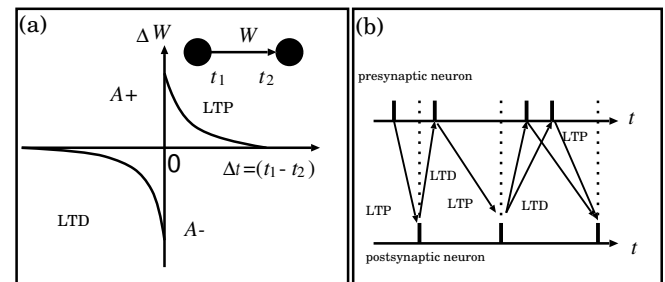 (a)
ΔW
W
t1 t2
A+
LTP
0
Δt=(t1 - t2)
LTD
A-
(b)
presynaptic neuron
t
LTP
LTD
LTP
LTP
LTD
t
postsynaptic neuron